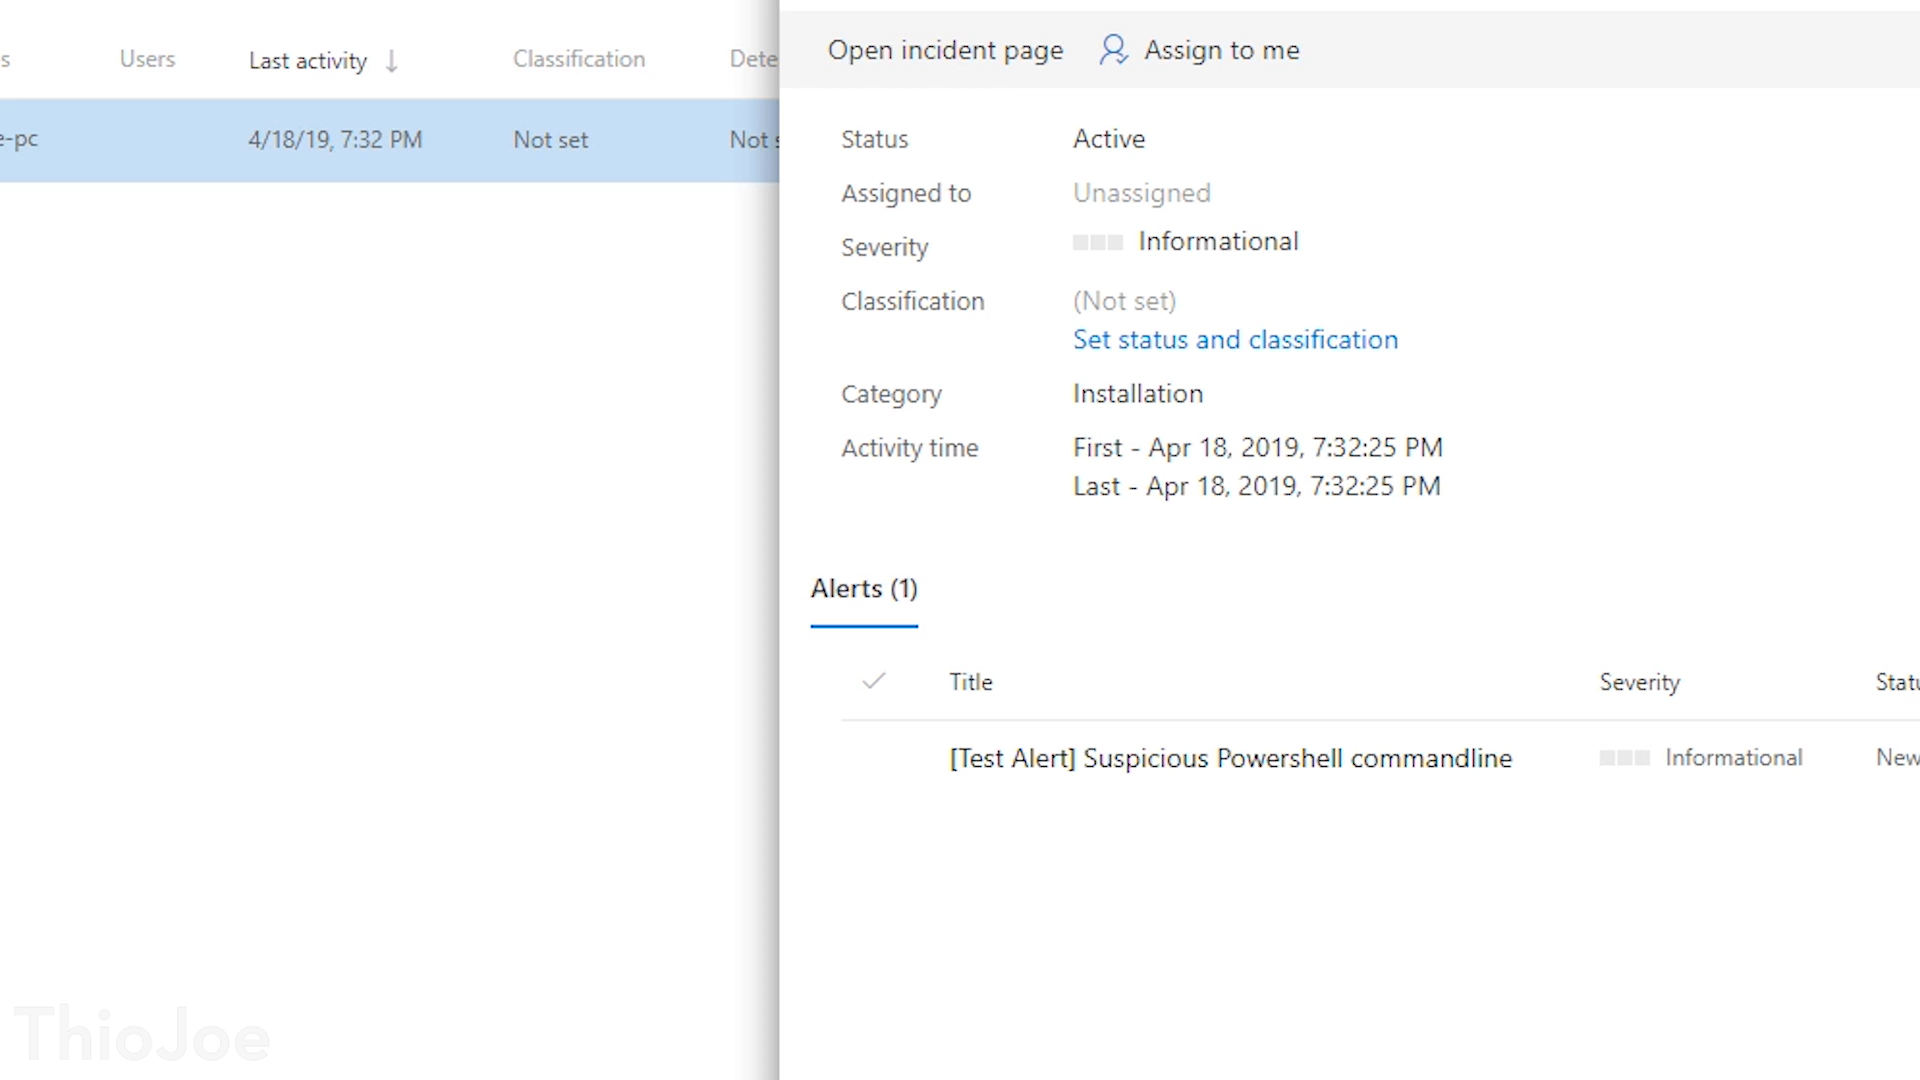 s Users Last activity ↓ Classification Dete
e-pc 4/18/19, 7:32 PM Not set Not s
Open incident page Assign to me
Status Active
Assigned to Unassigned
Severity Informational
Classification (Not set)
Set status and classification
Category Installation
Activity time First - Apr 18, 2019, 7:32:25 PM
Last - Apr 18, 2019, 7:32:25 PM
Alerts (1)
Title Severity Statu
[Test Alert] Suspicious Powershell commandline Informational New
ThioJoe